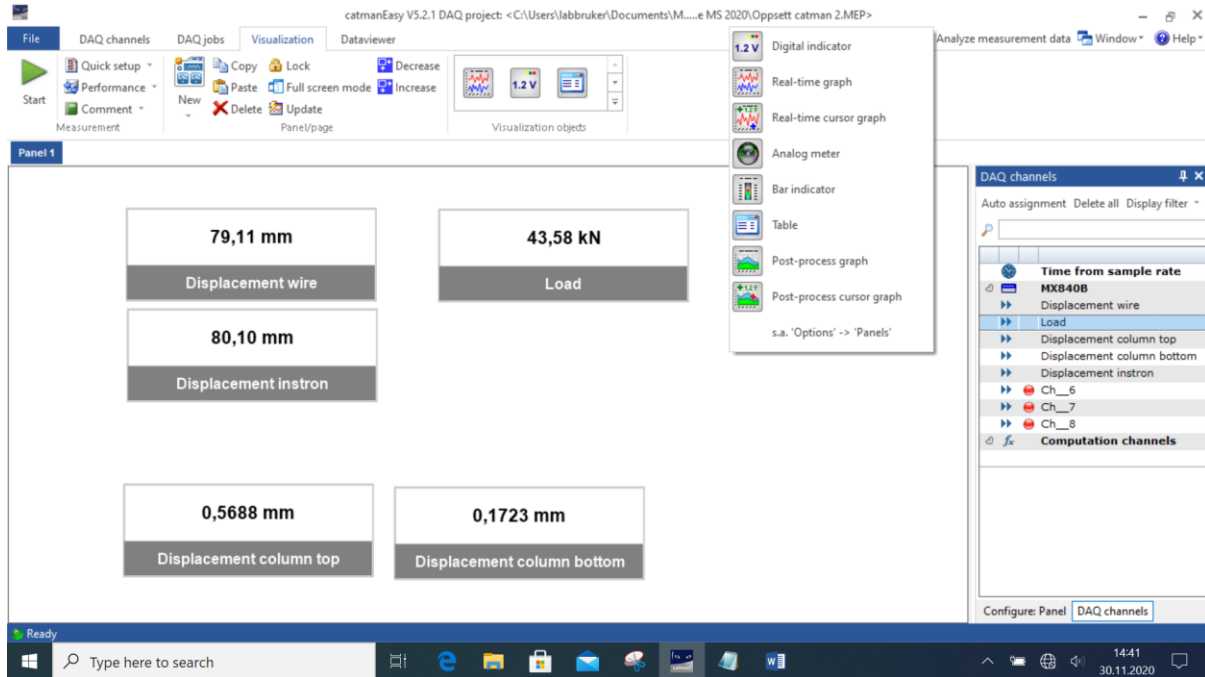 catmanEasy V5.2.1 DAQ project: <C:\Users\labbruker\Documents\M.....e MS 2020\Oppsett catman 2.MEP>
File DAQ channels DAQ jobs Visualization Dataviewer Analyze measurement data Window Help
Start
Quick setup
Performance
Comment
Measurement
New
Copy Lock Decrease
Paste Full screen mode Increase
Delete Update
Panel/page
1.2 V
Visualization objects
1.2 V Digital indicator
Real-time graph
Real-time cursor graph
Analog meter
Bar indicator
Table
Post-process graph
Post-process cursor graph
s.a. 'Options' -> 'Panels'
Panel 1
79,11 mm
Displacement wire
43,58 kN
Load
80,10 mm
Displacement instron
0,5688 mm
Displacement column top
0,1723 mm
Displacement column bottom
DAQ channels
Auto assignment Delete all Display filter
Time from sample rate
MX840B
Displacement wire
Load
Displacement column top
Displacement column bottom
Displacement instron
Ch__6
Ch__7
Ch__8
fx Computation channels
Configure: Panel DAQ channels
Ready
Type here to search
14:41
30.11.2020